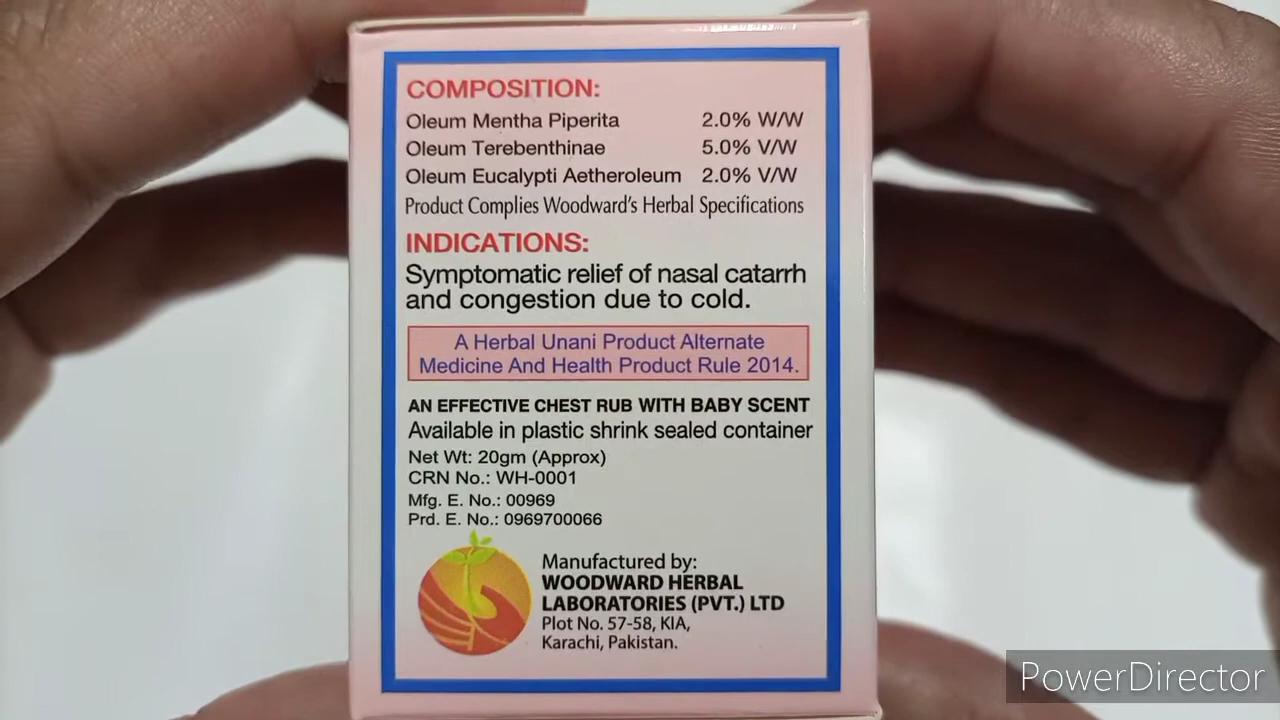 COMPOSITION:
Oleum Mentha Piperita 2.0% W/W
Oleum Terebenthinae 5.0% V/W
Oleum Eucalypti Aetheroleum 2.0% V/W
Product Complies Woodward's Herbal Specifications
INDICATIONS:
Symptomatic relief of nasal catarrh
and congestion due to cold.
A Herbal Unani Product Alternate
Medicine And Health Product Rule 2014.
AN EFFECTIVE CHEST RUB WITH BABY SCENT
Available in plastic shrink sealed container
Net Wt: 20gm (Approx)
CRN No.: WH-0001
Mfg. E. No.: 00969
Prd. E. No.: 0969700066
Manufactured by:
WOODWARD HERBAL
LABORATORIES (PVT.) LTD
Plot No. 57-58, KIA,
Karachi, Pakistan.
PowerDirector